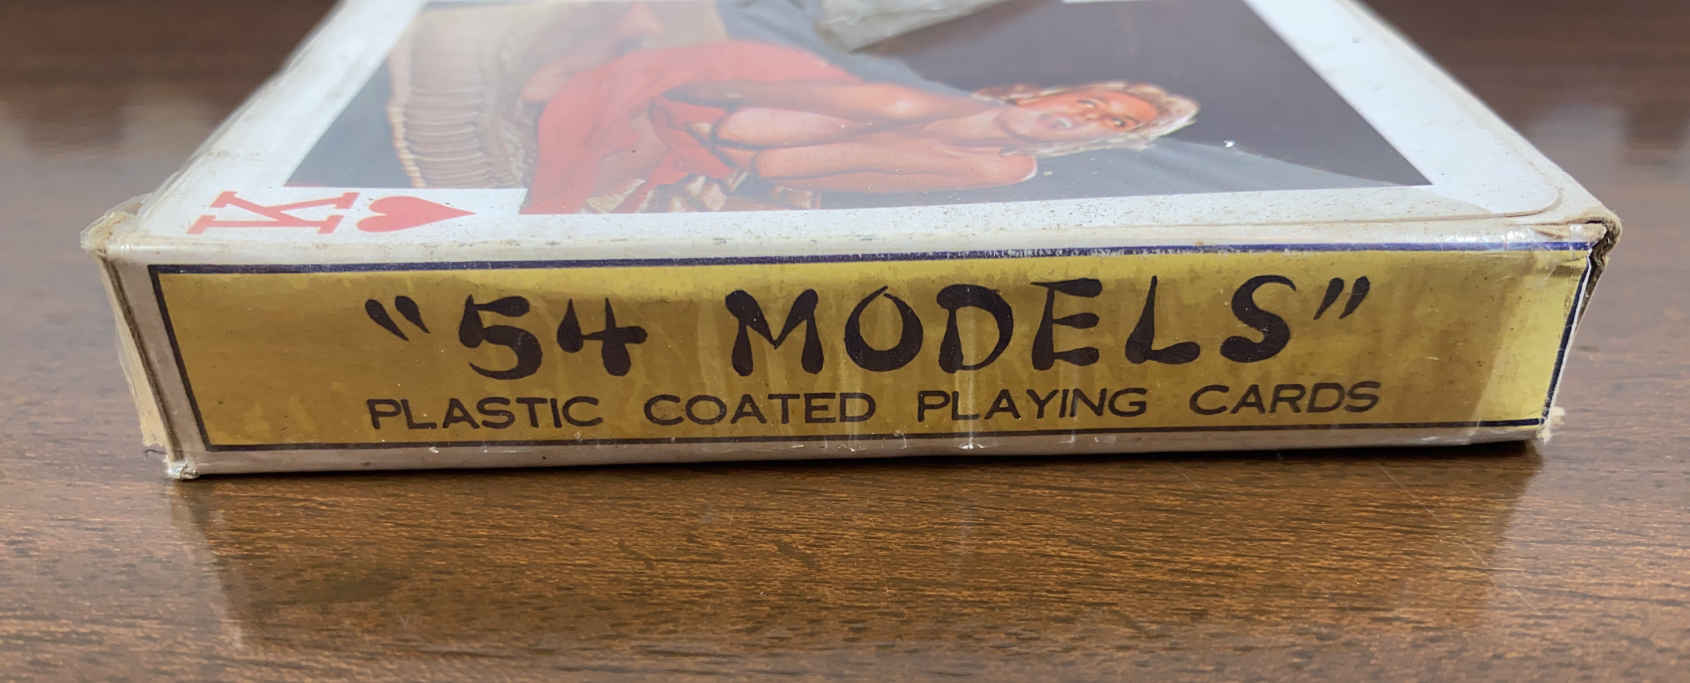 K
"54 MODELS"
PLASTIC COATED PLAYING CARDS